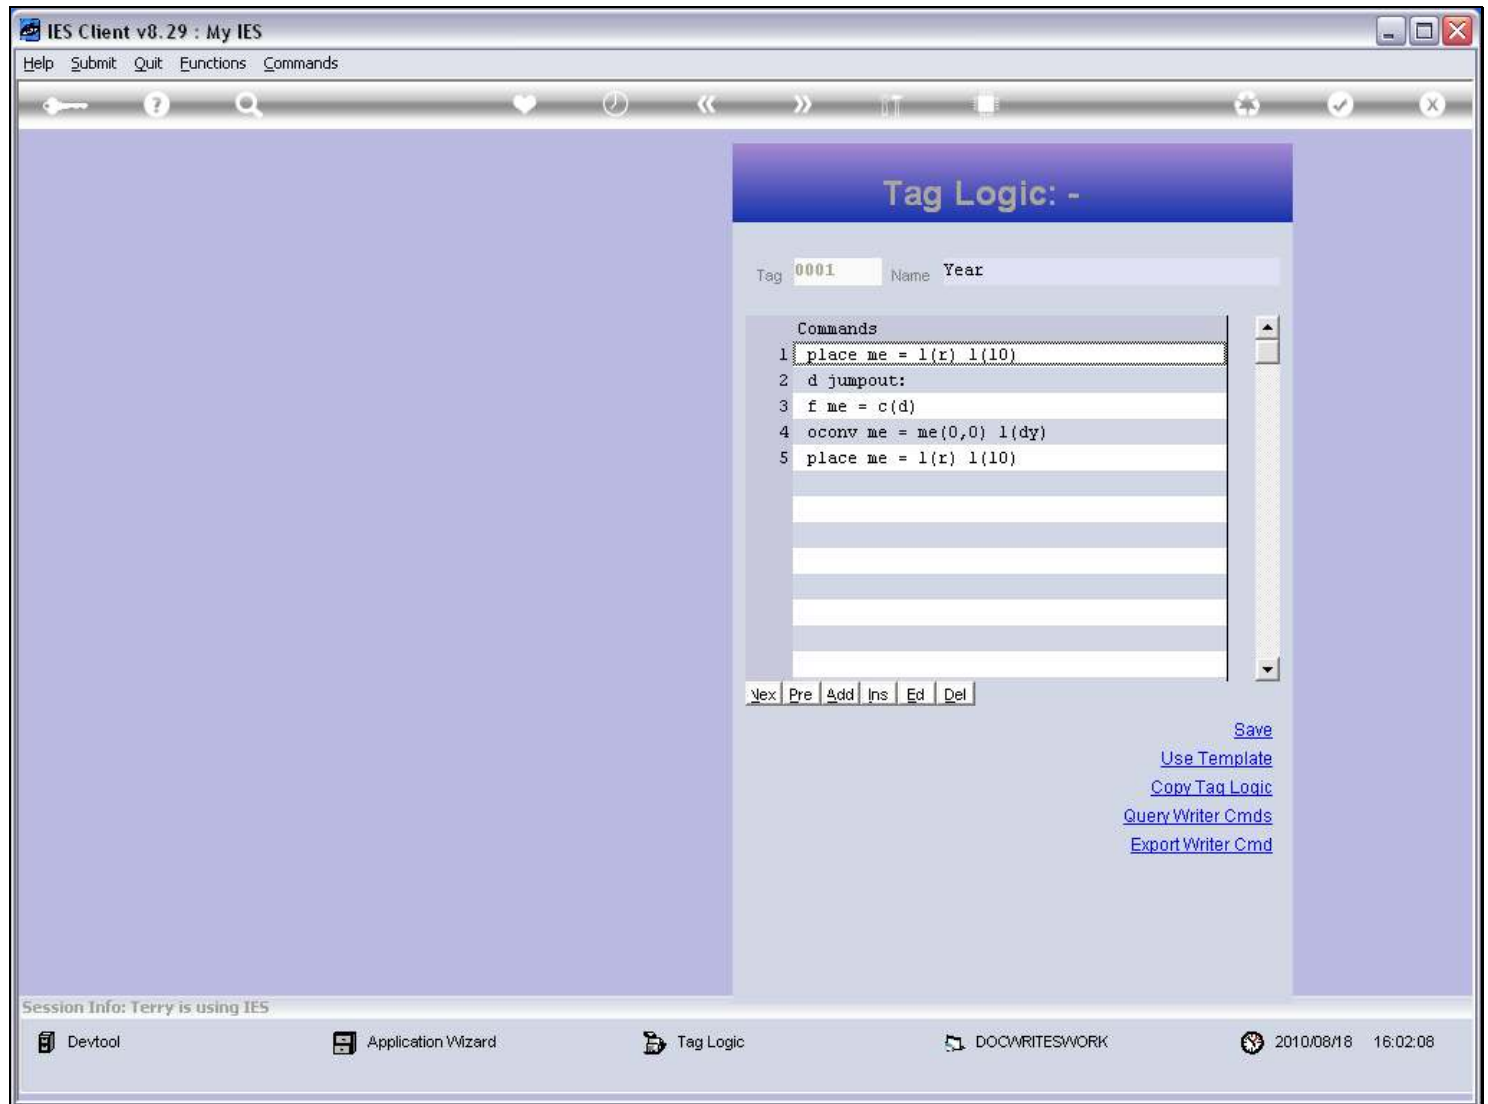 IES Client v8.29 : My IES
Help Submit Quit Functions Commands
Tag Logic: -
Tag 0001 Name Year
Commands
1 place me = l(r) l(10)
2 d jumpout:
3 f me = c(d)
4 oconv me = me(0,0) l(dy)
5 place me = l(r) l(10)
Nex Pre Add Ins Ed Del
Save
Use Template
Copy Tag Logic
Query Writer Cmds
Export Writer Cmd
Session Info: Terry is using IES
Devtool Application Wizard Tag Logic DOCWRITESWORK 2010/08/18 16:02:08